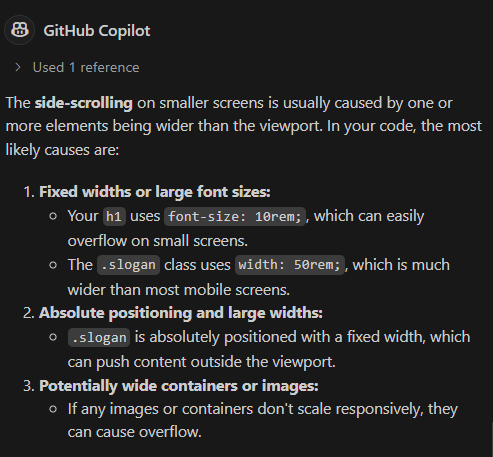 GitHub Copilot
Used 1 reference
The side-scrolling on smaller screens is usually caused by one or
more elements being wider than the viewport. In your code, the most
likely causes are:
1. Fixed widths or large font sizes:
Your h1 uses font-size: 10rem;, which can easily
overflow on small screens.
The .slogan class uses width: 50rem;, which is much
wider than most mobile screens.
2. Absolute positioning and large widths:
.slogan is absolutely positioned with a fixed width, which
can push content outside the viewport.
3. Potentially wide containers or images:
If any images or containers don't scale responsively, they
can cause overflow.